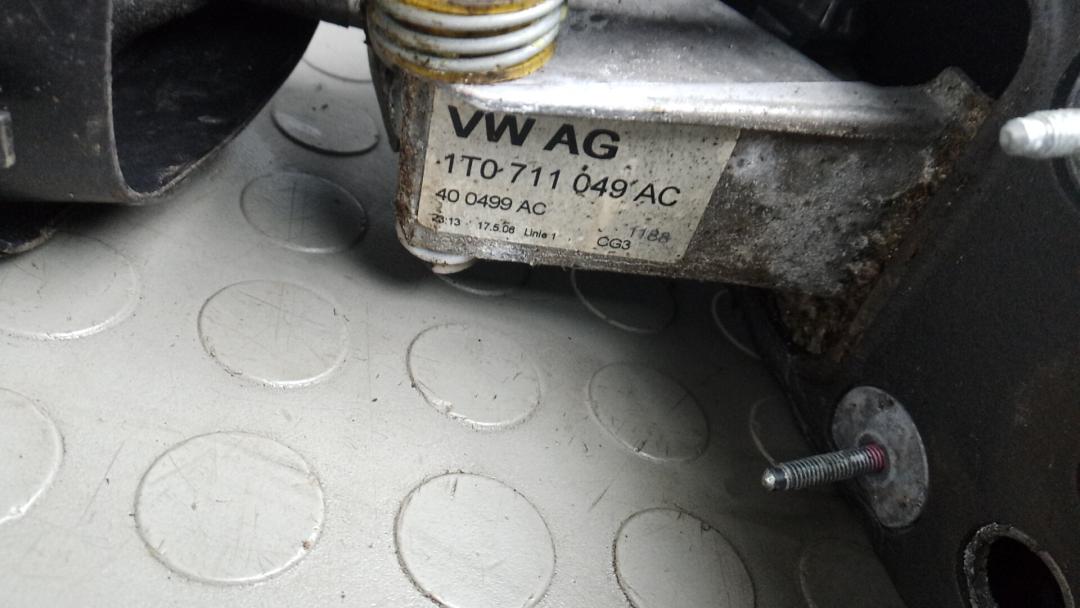 VW AG
1T0 711 049 AC
40 0499 AC
23:13 17.5.06 Linie 1 CG3 1188